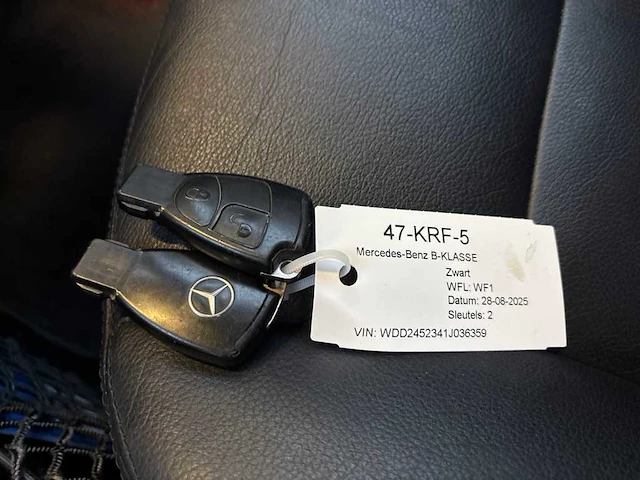 47-KRF-5
Mercedes-Benz B-KLASSE
Zwart
WFL: WF1
Datum: 28-08-2025
Sleutels: 2
VIN: WDD2452341J036359